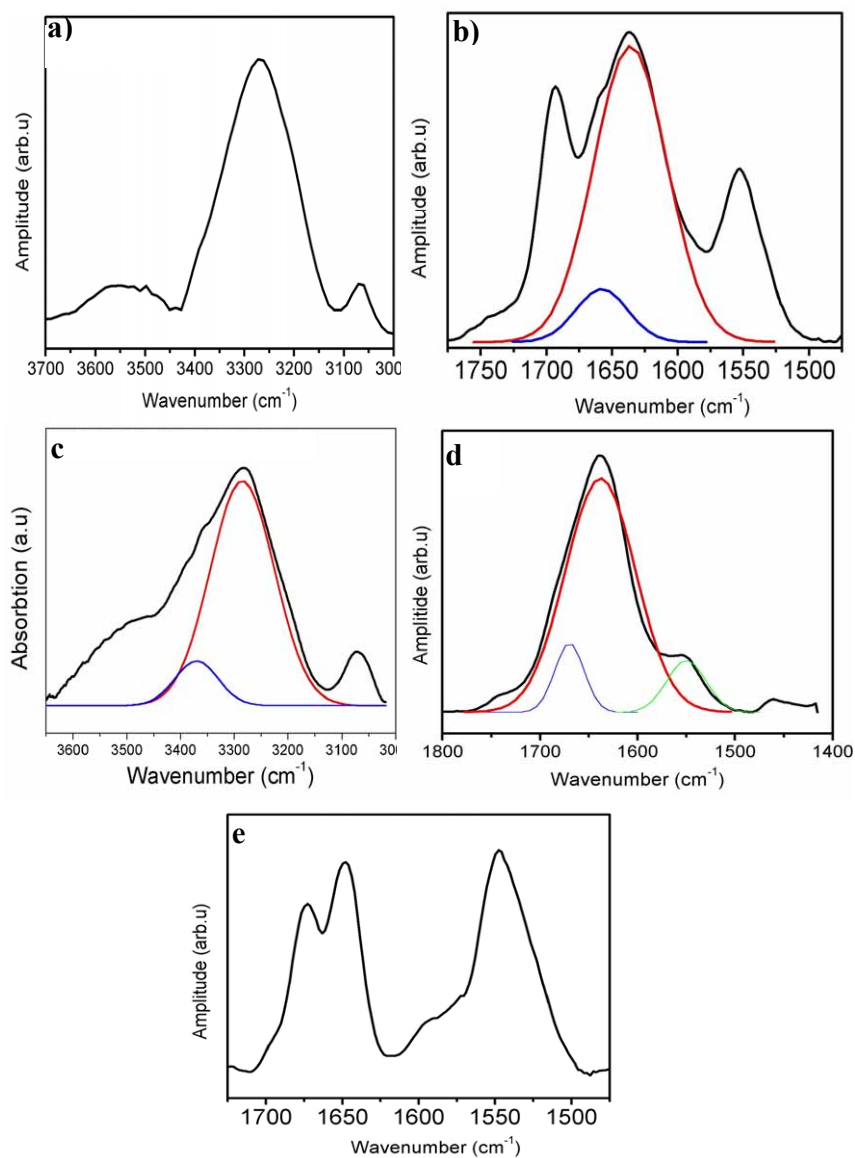 a)
Amplitude (arb.u)
3700 3600 3500 3400 3300 3200 3100 300
Wavenumber (cm-1)
b)
Amplitude (arb.u)
1750 1700 1650 1600 1550 1500
Wavenumber (cm-1)
c
Absorbtion (a.u)
3600 3500 3400 3300 3200 3100 300
Wavenumber (cm-1)
d
Amplitide (arb.u)
1800 1700 1600 1500 1400
Wavenumber (cm-1)
e
Amplitude (arb.u)
1700 1650 1600 1550 1500
Wavenumber (cm-1)